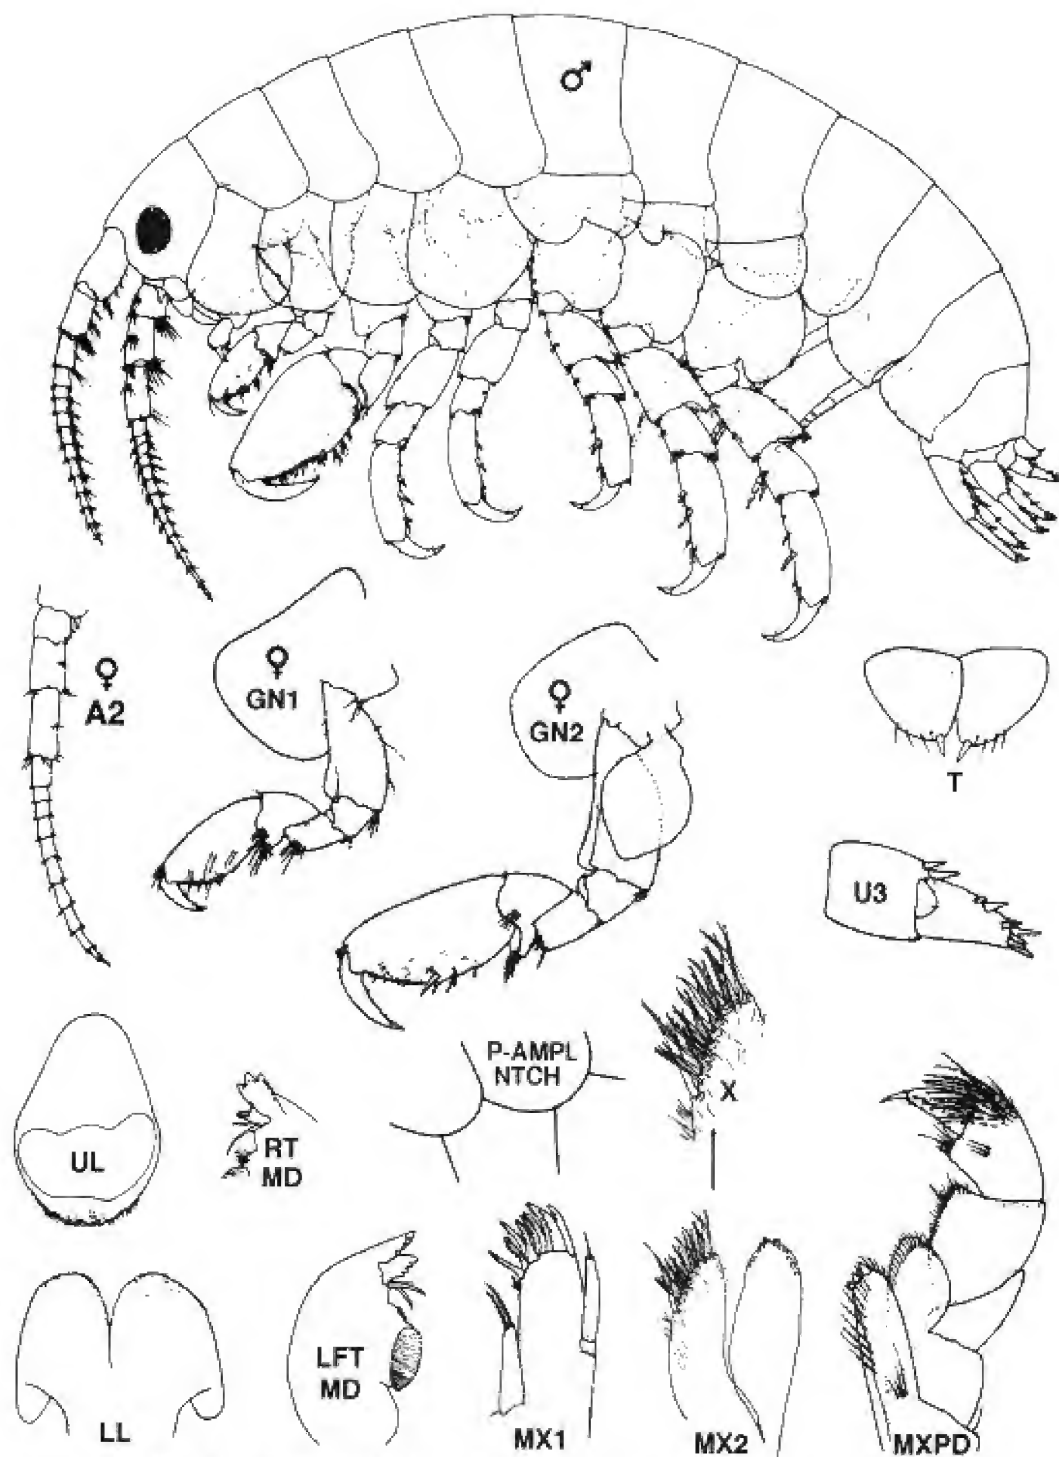 ♂
♀
A2
♀
GN1
♀
GN2
T
U3
UL
RT
MD
P-AMPL
NTCH
X
LL
LFT
MD
MX1
MX2
MXPD